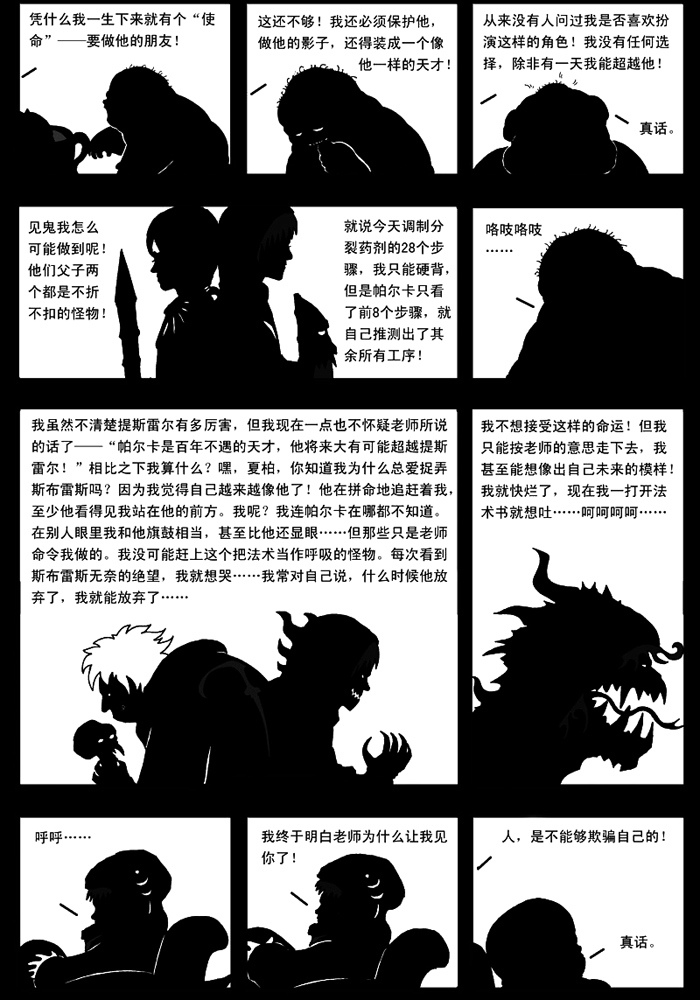 凭什么我一生下来就有个“使
命”——要做他的朋友！
这还不够！我还必须保护他，
做他的影子，还得装成一个像
他一样的天才！
从来没有人问过我是否喜欢扮
演这样的角色！我没有任何选
择，除非有一天我能超越他！
真话。
见鬼我怎么
可能做到呢！
他们父子两
个都是不折
不扣的怪物！
就说今天调制分
裂药剂的28个步
骤，我只能硬背，
但是帕尔卡只看
了前8个步骤，就
自己推测出了其
余所有工序！
咯吱咯吱
……
我虽然不清楚提斯雷尔有多厉害，但我现在一点也不怀疑老师所说
的话了——“帕尔卡是百年不遇的天才，他将来大有可能超越提斯
雷尔！”相比之下我算什么？嘿，夏柏，你知道我为什么总爱捉弄
斯布雷斯吗？因为我觉得自己越来越像他了！他在拼命地追赶着我，
至少他看得见我站在他的前方。我呢？我连帕尔卡在哪都不知道。
在别人眼里我和他旗鼓相当，甚至比他还显眼……但那些只是老师
命令我做的。我没可能赶上这个把法术当作呼吸的怪物。每次看到
斯布雷斯无奈的绝望，我就想哭……我常对自己说，什么时候他放
弃了，我就能放弃了……
我不想接受这样的命运！但我
只能按老师的意思走下去，我
甚至能想像出自己未来的模样！
我就快烂了，现在我一打开法
术书就想吐……呵呵呵呵……
呼呼……
我终于明白老师为什么让我见
你了！
人，是不能够欺骗自己的！
真话。